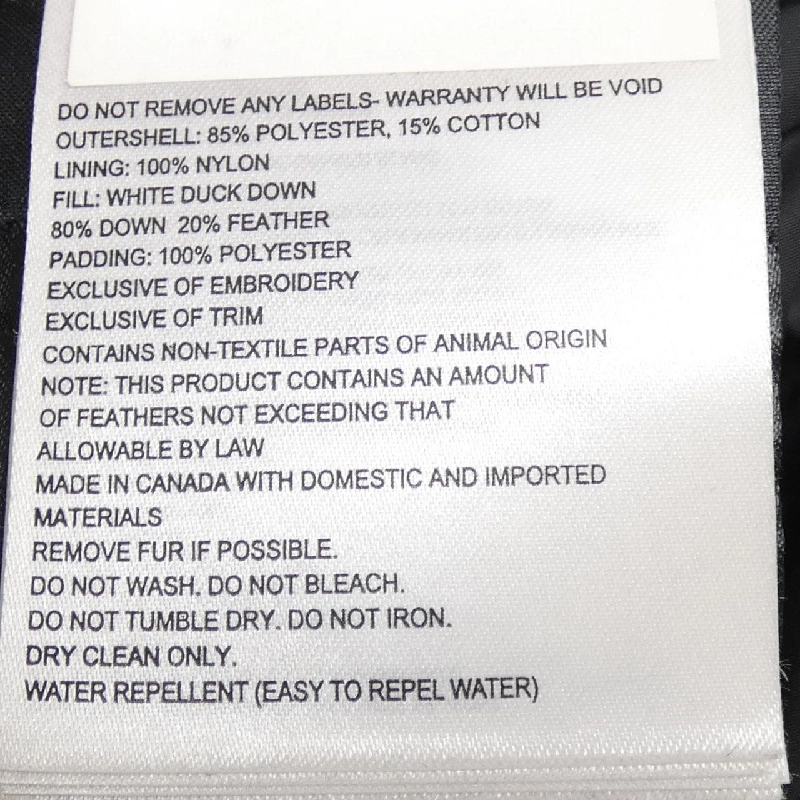 DO NOT REMOVE ANY LABELS- WARRANTY WILL BE VOID
OUTERSHELL: 85% POLYESTER, 15% COTTON
LINING: 100% NYLON
FILL: WHITE DUCK DOWN
80% DOWN 20% FEATHER
PADDING: 100% POLYESTER
EXCLUSIVE OF EMBROIDERY
EXCLUSIVE OF TRIM
CONTAINS NON-TEXTILE PARTS OF ANIMAL ORIGIN
NOTE: THIS PRODUCT CONTAINS AN AMOUNT
OF FEATHERS NOT EXCEEDING THAT
ALLOWABLE BY LAW
MADE IN CANADA WITH DOMESTIC AND IMPORTED
MATERIALS
REMOVE FUR IF POSSIBLE.
DO NOT WASH. DO NOT BLEACH.
DO NOT TUMBLE DRY. DO NOT IRON.
DRY CLEAN ONLY.
WATER REPELLENT (EASY TO REPEL WATER)